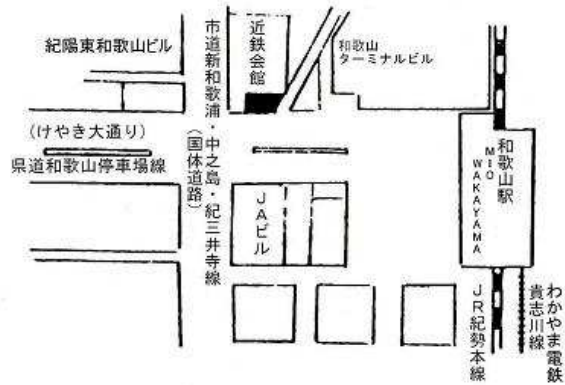 紀陽東和歌山ビル
市道新和歌浦・中之島・紀三井寺線
(国体道路)
近鉄会館
和歌山
ターミナルビル
(けやき大通り)
県道和歌山停車場線
JAビル
和歌山駅
MIO
WAKAYAMA
JR紀勢本線
わかやま電鉄
貴志川線